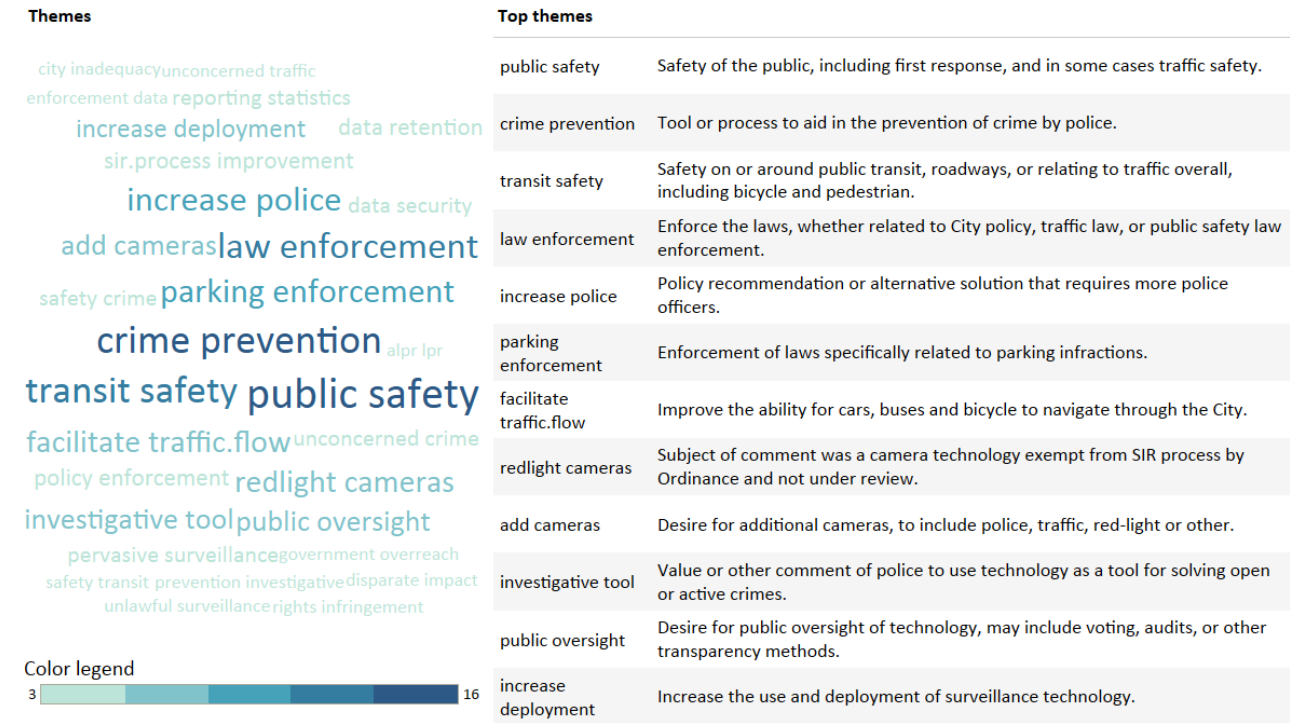 Themes
city inadequacy unconcerned traffic
enforcement data reporting statistics
increase deployment data retention
sir.process improvement
increase police data security
add cameras law enforcement
safety crime parking enforcement
crime prevention alpr lpr
transit safety public safety
facilitate traffic.flow unconcerned crime
policy enforcement redlight cameras
investigative tool public oversight
pervasive surveillance government overreach
safety transit prevention investigative disparate impact
unlawful surveillance rights infringement
Color legend
3 16
Top themes
public safety Safety of the public, including first response, and in some cases traffic safety.
crime prevention Tool or process to aid in the prevention of crime by police.
transit safety Safety on or around public transit, roadways, or relating to traffic overall,
including bicycle and pedestrian.
law enforcement Enforce the laws, whether related to City policy, traffic law, or public safety law
enforcement.
increase police Policy recommendation or alternative solution that requires more police
officers.
parking
enforcement
Enforcement of laws specifically related to parking infractions.
facilitate
traffic.flow
Improve the ability for cars, buses and bicycle to navigate through the City.
redlight cameras Subject of comment was a camera technology exempt from SIR process by
Ordinance and not under review.
add cameras Desire for additional cameras, to include police, traffic, red-light or other.
investigative tool Value or other comment of police to use technology as a tool for solving open
or active crimes.
public oversight Desire for public oversight of technology, may include voting, audits, or other
transparency methods.
increase
deployment
Increase the use and deployment of surveillance technology.